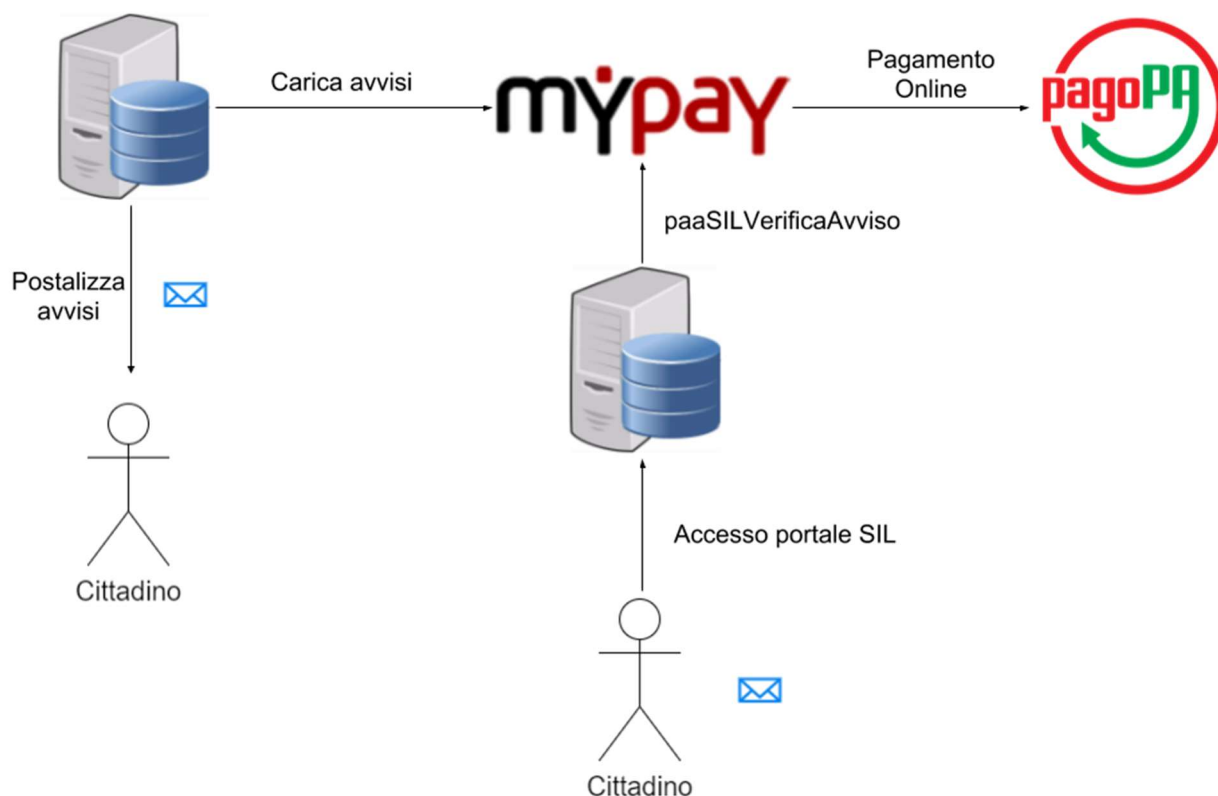 Carica avvisi
mypay
Pagamento
Online
pagoPA
paaSILVerificaAvviso
Postalizza
avvisi
Accesso portale SIL
Cittadino
Cittadino